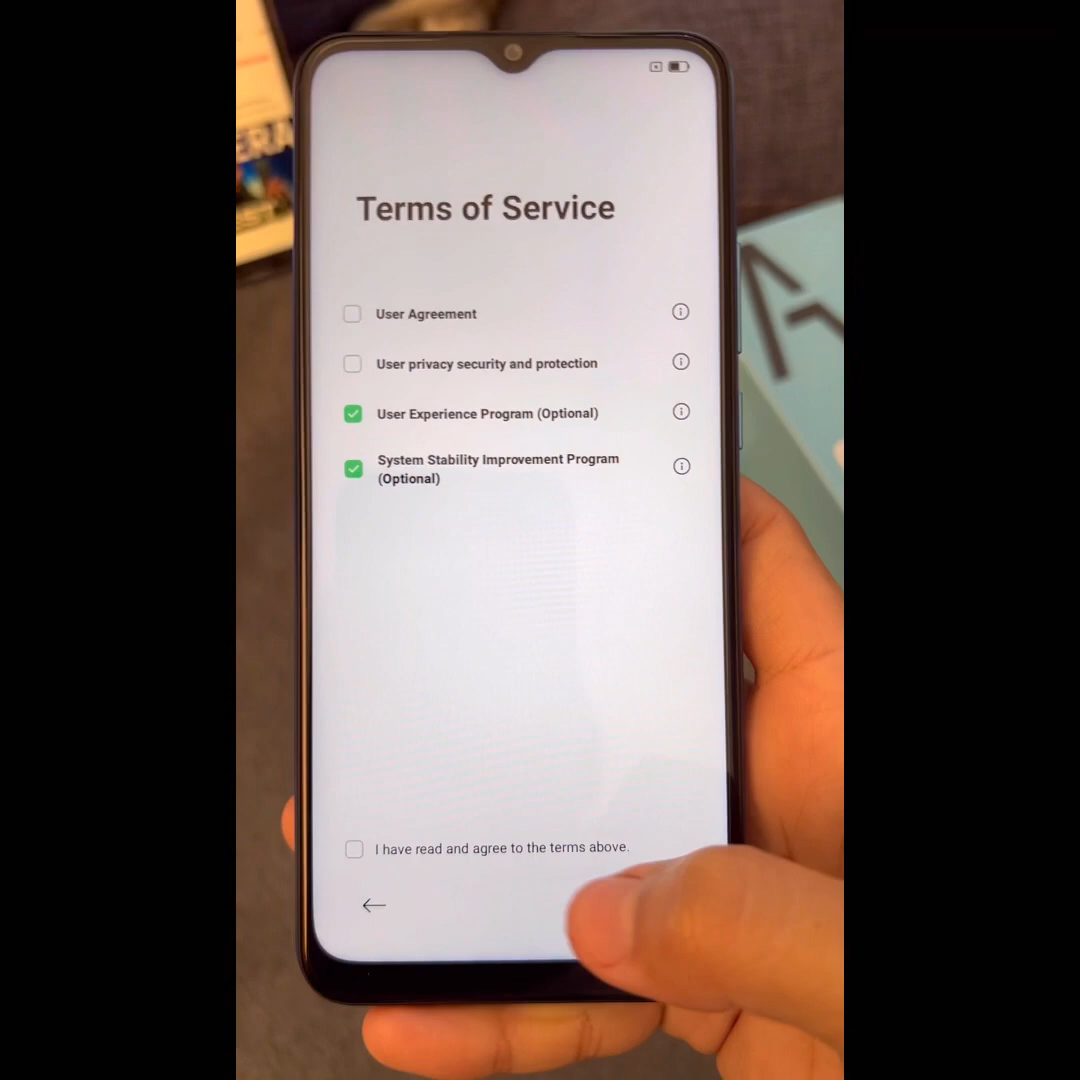 Terms of Service
User Agreement
User privacy security and protection
User Experience Program (Optional)
System Stability Improvement Program
(Optional)
I have read and agree to the terms above.
ERA
A